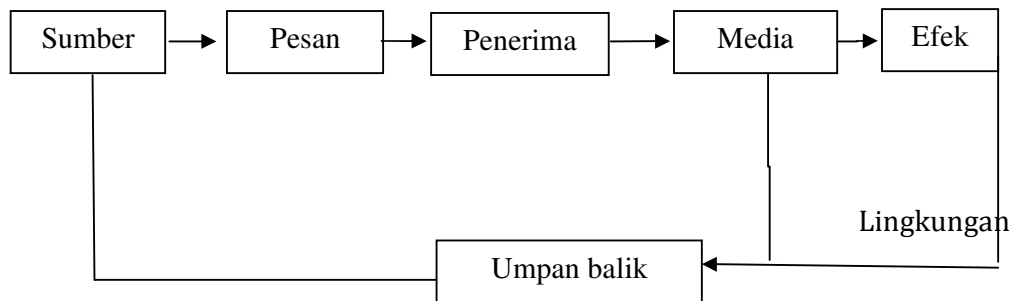 Sumber
Pesan
Penerima
Media
Efek
Lingkungan
Umpan balik